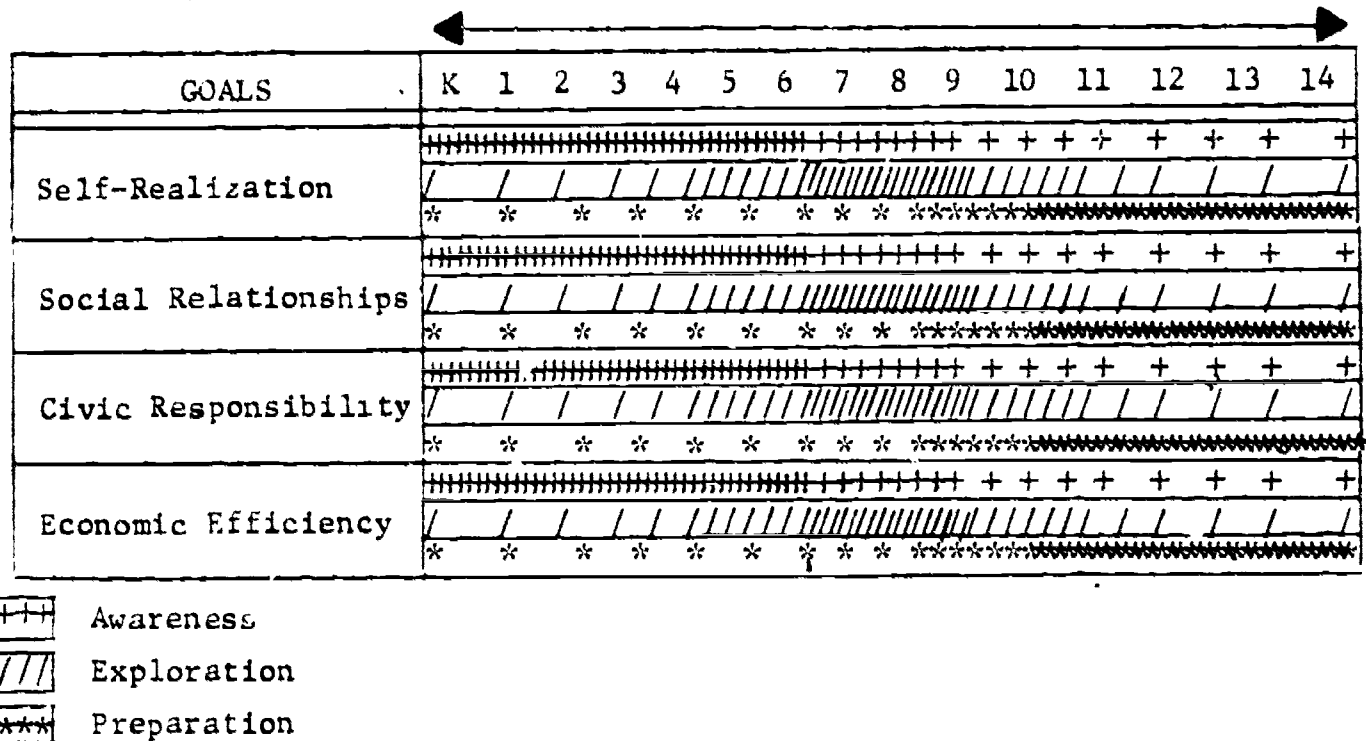 GOALS K 1 2 3 4 5 6 7 8 9 10 11 12 13 14
Self-Realization
Social Relationships
Civic Responsibility
Economic Efficiency
+++ Awareness
/// Exploration
*** Preparation